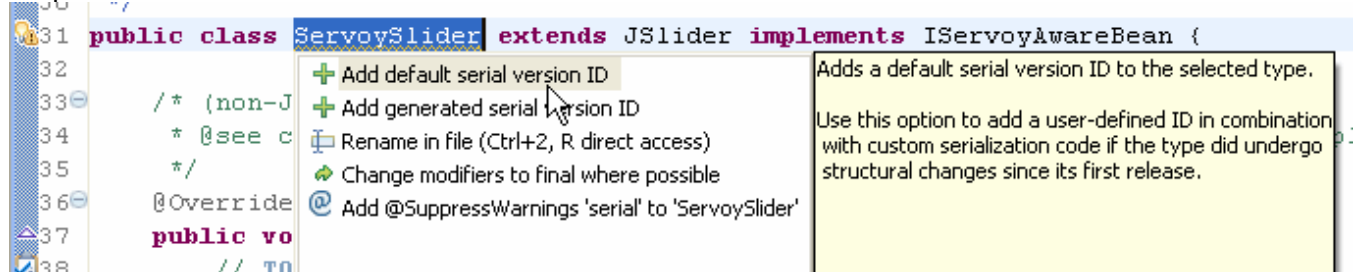 */
31 public class ServoySlider extends JSlider implements IServoyAwareBean {
32
33 /* (non-J
34 * @see c
35 */
36 @Override
37 public vo
38 // TO
Add default serial version ID
Add generated serial version ID
Rename in file (Ctrl+2, R direct access)
Change modifiers to final where possible
@ Add @SuppressWarnings 'serial' to 'ServoySlider'
Adds a default serial version ID to the selected type.
Use this option to add a user-defined ID in combination
with custom serialization code if the type did undergo
structural changes since its first release.